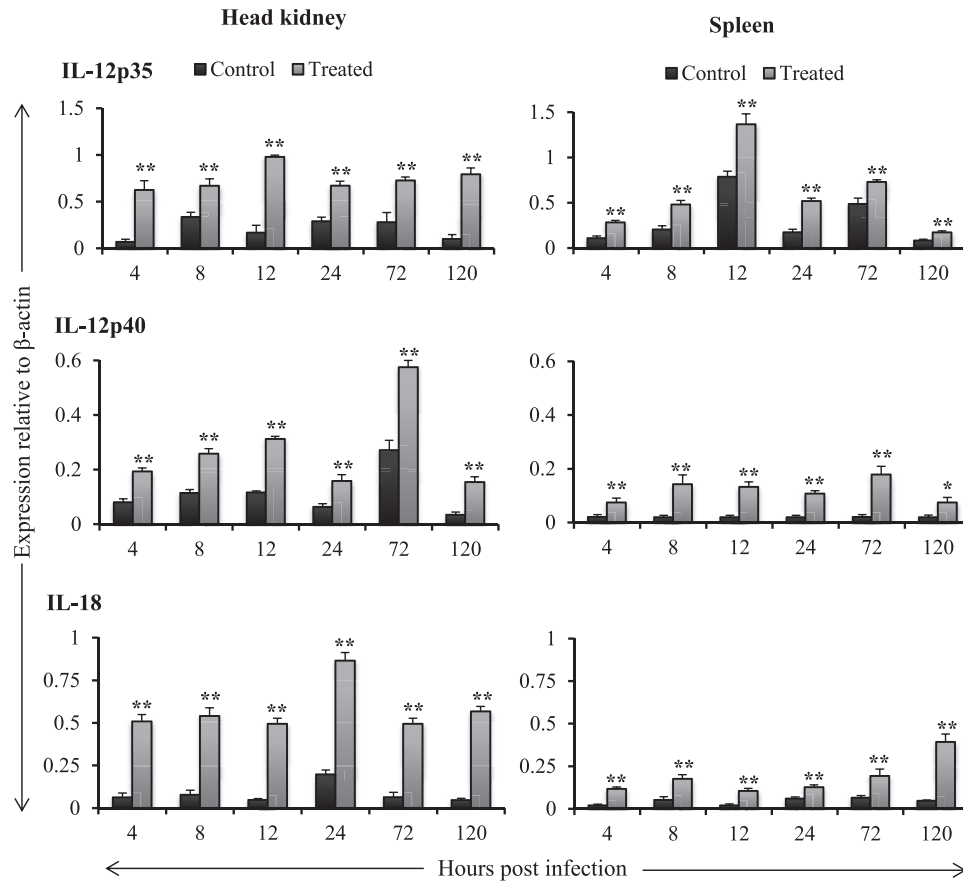 Head kidney
Spleen
IL-12p35
Control Treated
Control Treated
1.5
1
0.5
0
** ** ** ** ** **
4 8 12 24 72 120
1.5
1
0.5
0
** ** ** ** ** **
4 8 12 24 72 120
IL-12p40
0.6
0.4
0.2
0
** ** ** ** ** **
4 8 12 24 72 120
0.6
0.4
0.2
0
** ** ** ** ** *
4 8 12 24 72 120
IL-18
1
0.75
0.5
0.25
0
** ** ** ** ** **
4 8 12 24 72 120
1
0.75
0.5
0.25
0
** ** ** ** ** **
4 8 12 24 72 120
Expression relative to β-actin
Hours post infection